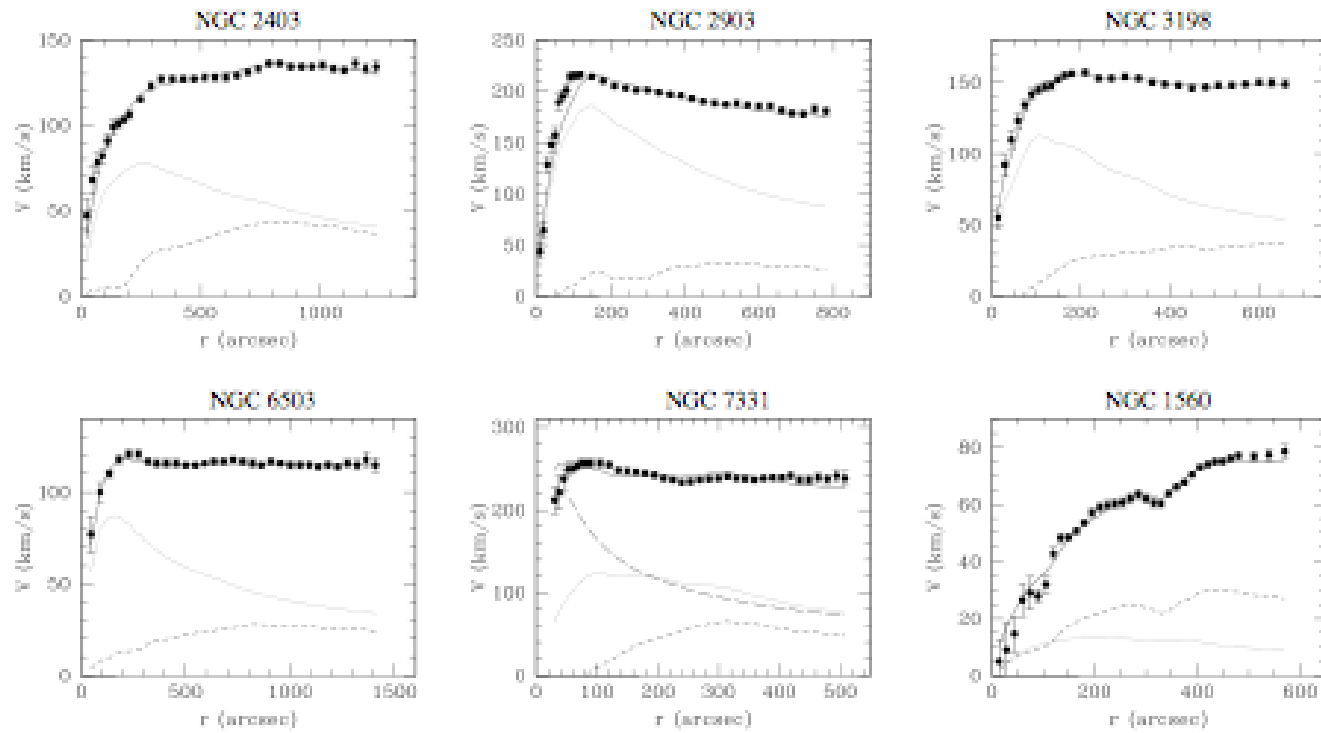 NGC 2403
NGC 2903
NGC 3198
150
100
50
0
V (km/s)
0 500 1000
r (arcsec)
250
200
150
100
50
0
V (km/s)
0 200 400 600 800
r (arcsec)
150
100
50
0
V (km/s)
0 200 400 600
r (arcsec)
NGC 6503
NGC 7331
NGC 1560
100
50
0
V (km/s)
0 500 1000 1500
r (arcsec)
300
200
100
0
V (km/s)
0 100 200 300 400 500
r (arcsec)
80
60
40
20
0
V (km/s)
0 200 400 600
r (arcsec)